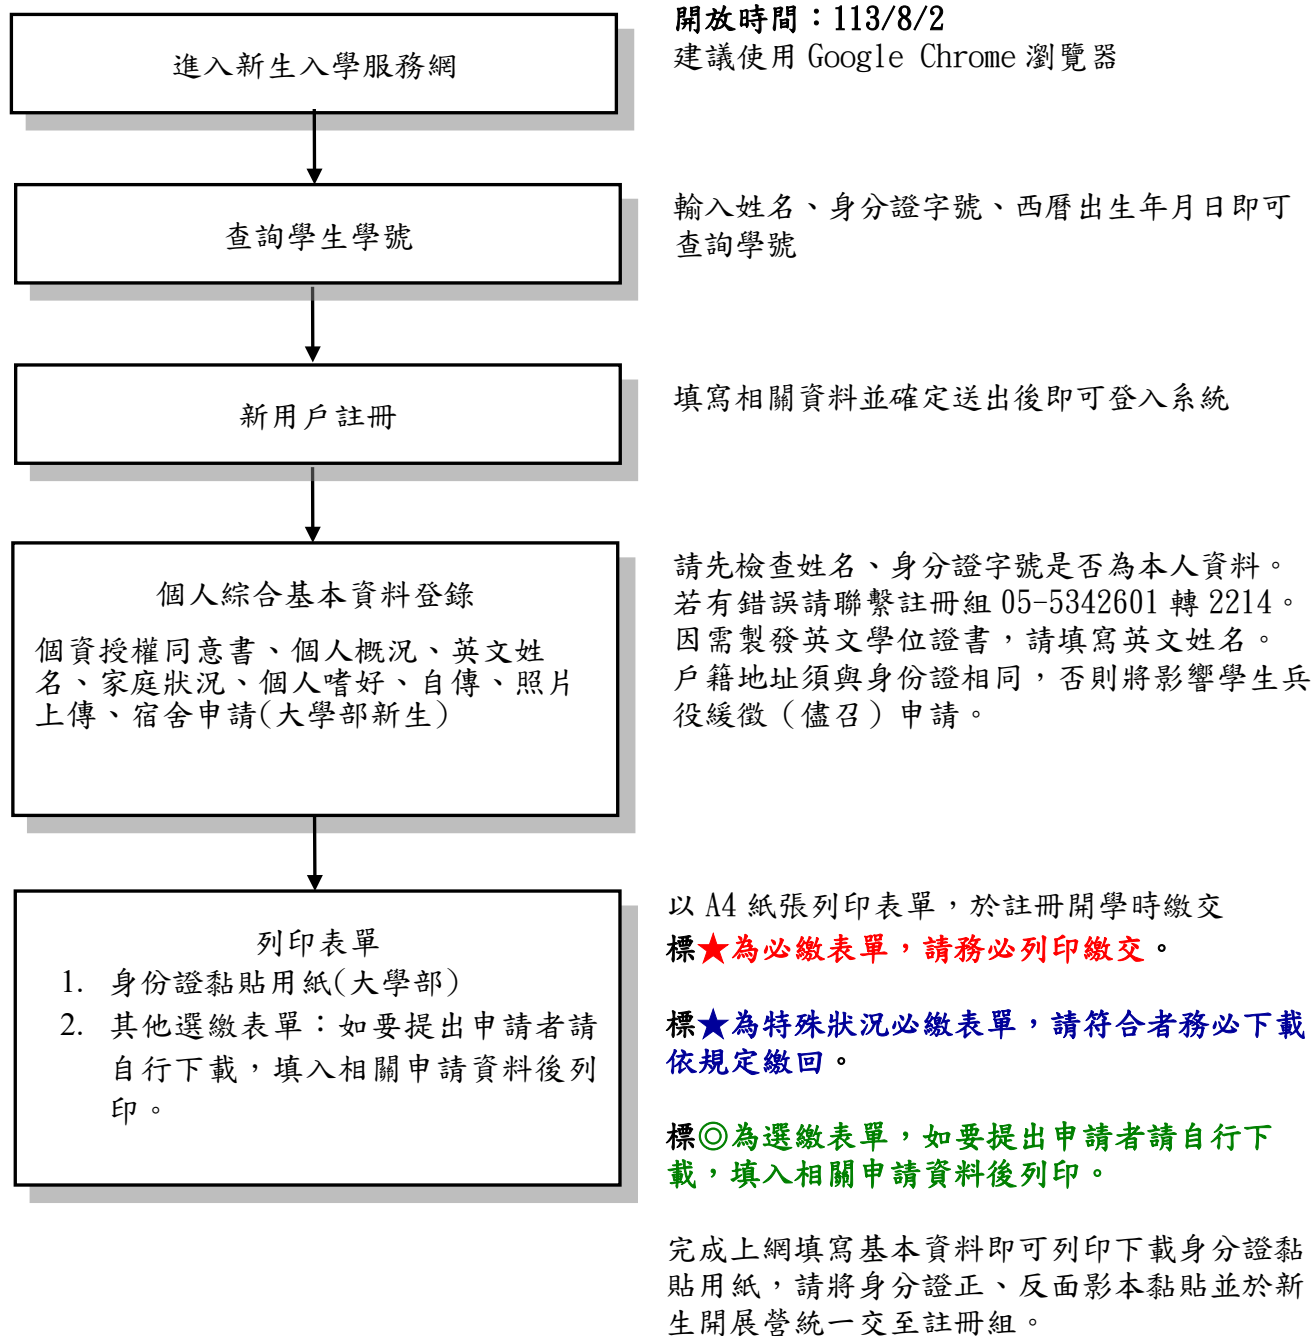 進入新生入學服務網
開放時間：113/8/2
建議使用 Google Chrome 瀏覽器
查詢學生學號
輸入姓名、身分證字號、西曆出生年月日即可
查詢學號
新用戶註冊
填寫相關資料並確定送出後即可登入系統
個人綜合基本資料登錄
個資授權同意書、個人概況、英文姓
名、家庭狀況、個人嗜好、自傳、照片
上傳、宿舍申請(大學部新生)
請先檢查姓名、身分證字號是否為本人資料。
若有錯誤請聯繫註冊組 05-5342601 轉 2214。
因需製發英文學位證書，請填寫英文姓名。
戶籍地址須與身份證相同，否則將影響學生兵
役緩徵（儘召）申請。
列印表單
1. 身份證黏貼用紙(大學部)
2. 其他選繳表單：如要提出申請者請
自行下載，填入相關申請資料後列
印。
以 A4 紙張列印表單，於註冊開學時繳交
標★為必繳表單，請務必列印繳交。
標★為特殊狀況必繳表單，請符合者務必下載
依規定繳回。
標◎為選繳表單，如要提出申請者請自行下
載，填入相關申請資料後列印。
完成上網填寫基本資料即可列印下載身分證黏
貼用紙，請將身分證正、反面影本黏貼並於新
生開展營統一交至註冊組。